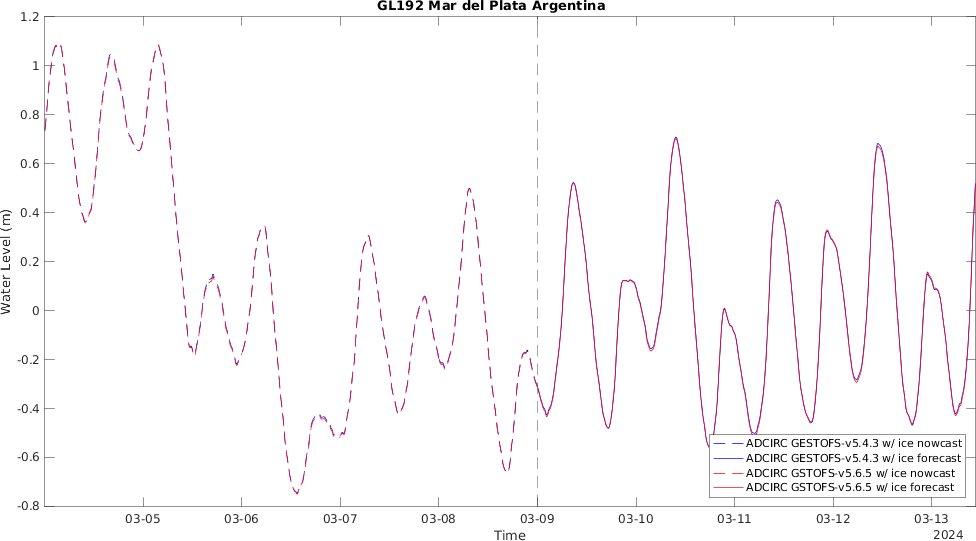 GL192 Mar del Plata Argentina
1.2
1
0.8
0.6
0.4
0.2
0
-0.2
-0.4
-0.6
-0.8
Water Level (m)
03-05 03-06 03-07 03-08 03-09 03-10 03-11 03-12 03-13
Time
2024
ADCIRC GESTOFS-v5.4.3 w/ ice nowcast
ADCIRC GESTOFS-v5.4.3 w/ ice forecast
ADCIRC GSTOFS-v5.6.5 w/ ice nowcast
ADCIRC GSTOFS-v5.6.5 w/ ice forecast